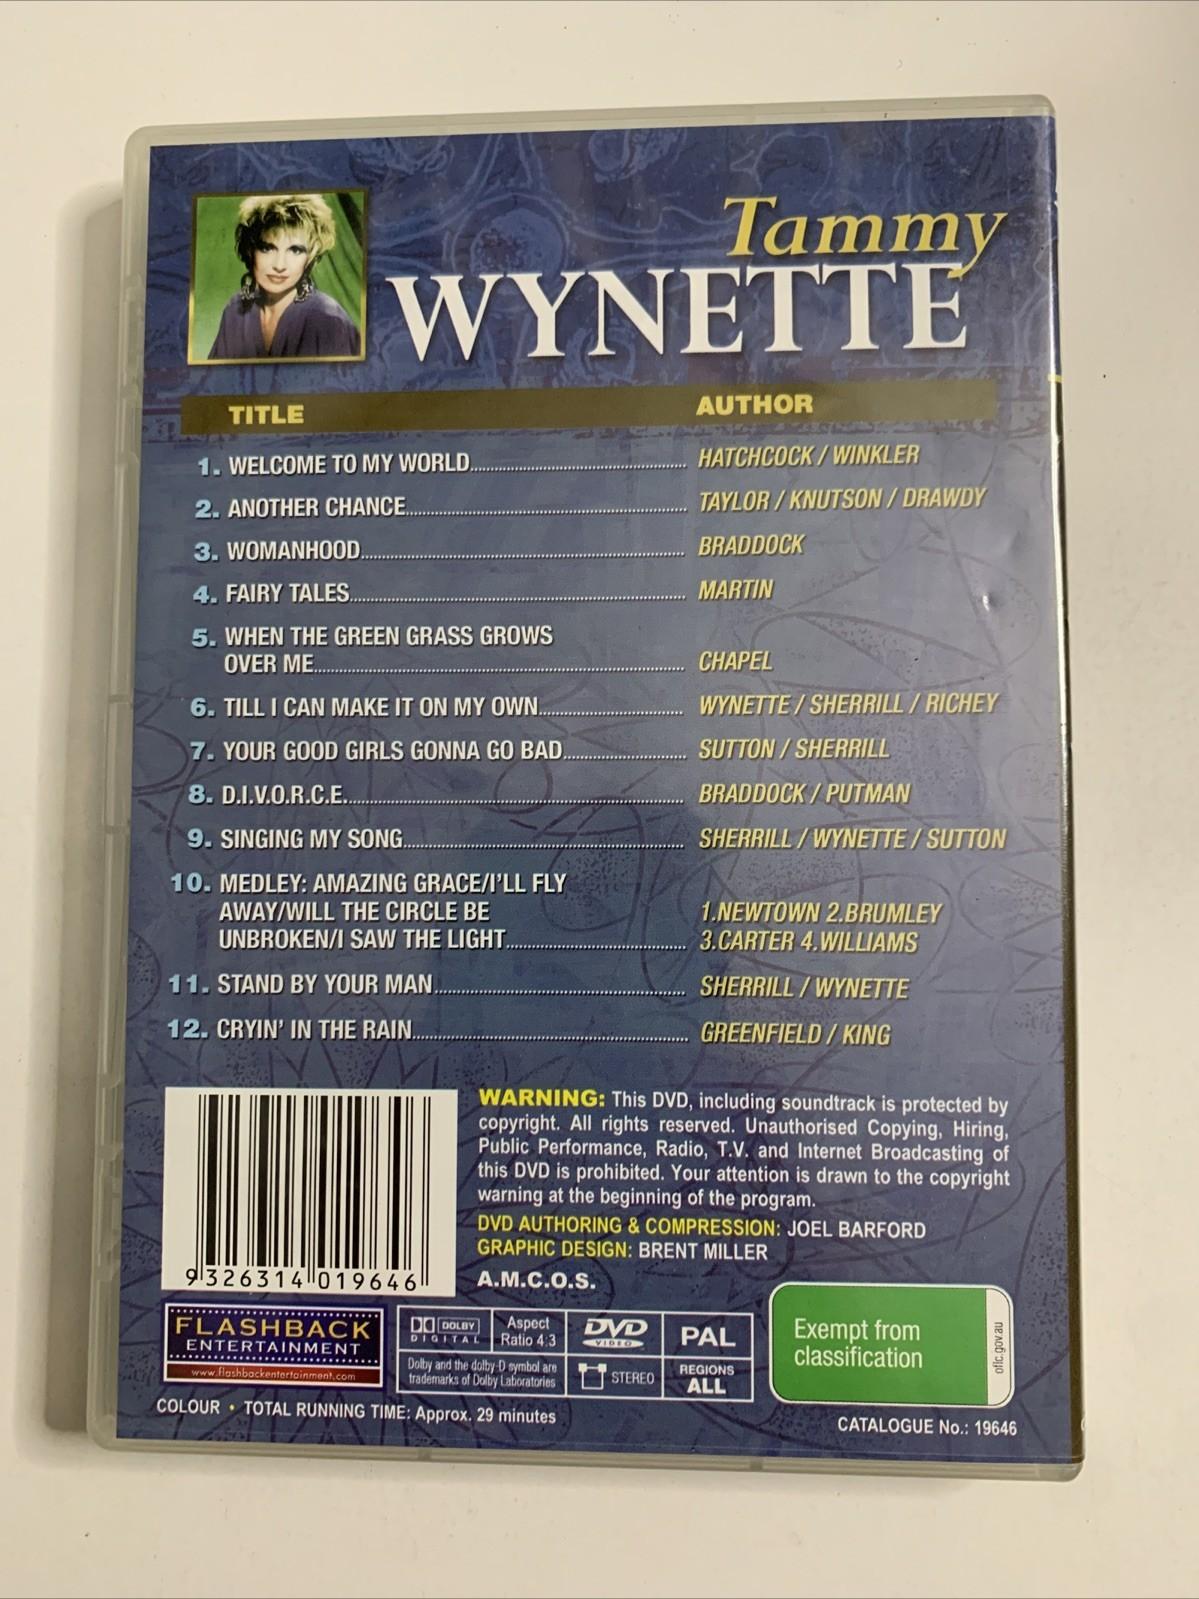 Tammy
WYNETTE
TITLE AUTHOR
1. WELCOME TO MY WORLD HATCHCOCK / WINKLER
2. ANOTHER CHANCE TAYLOR / KNUTSON / DRAWDY
3. WOMANHOOD BRADDOCK
4. FAIRY TALES MARTIN
5. WHEN THE GREEN GRASS GROWS
OVER ME CHAPEL
6. TILL I CAN MAKE IT ON MY OWN WYNETTE / SHERRILL / RICHEY
7. YOUR GOOD GIRLS GONNA GO BAD SUTTON / SHERRILL
8. D.I.V.O.R.C.E. BRADDOCK / PUTMAN
9. SINGING MY SONG SHERRILL / WYNETTE / SUTTON
10. MEDLEY: AMAZING GRACE/I'LL FLY
AWAY/WILL THE CIRCLE BE 1.NEWTOWN 2.BRUMLEY
UNBROKEN/I SAW THE LIGHT 3.CARTER 4.WILLIAMS
11. STAND BY YOUR MAN SHERRILL / WYNETTE
12. CRYIN' IN THE RAIN GREENFIELD / KING
WARNING: This DVD, including soundtrack is protected by
copyright. All rights reserved. Unauthorised Copying, Hiring,
Public Performance, Radio, T.V. and Internet Broadcasting of
this DVD is prohibited. Your attention is drawn to the copyright
warning at the beginning of the program.
DVD AUTHORING & COMPRESSION: JOEL BARFORD
GRAPHIC DESIGN: BRENT MILLER
A.M.C.O.S.
9 326314 019646
FLASHBACK
ENTERTAINMENT
www.flashbackentertainment.com
DOLBY
DIGITAL
Aspect
Ratio 4:3
Dolby and the dolby-D symbol are
trademarks of Dolby Laboratories
DVD
VIDEO
STEREO
PAL
REGIONS
ALL
Exempt from
classification
oflc.gov.au
COLOUR • TOTAL RUNNING TIME: Approx. 29 minutes
CATALOGUE No.: 19646